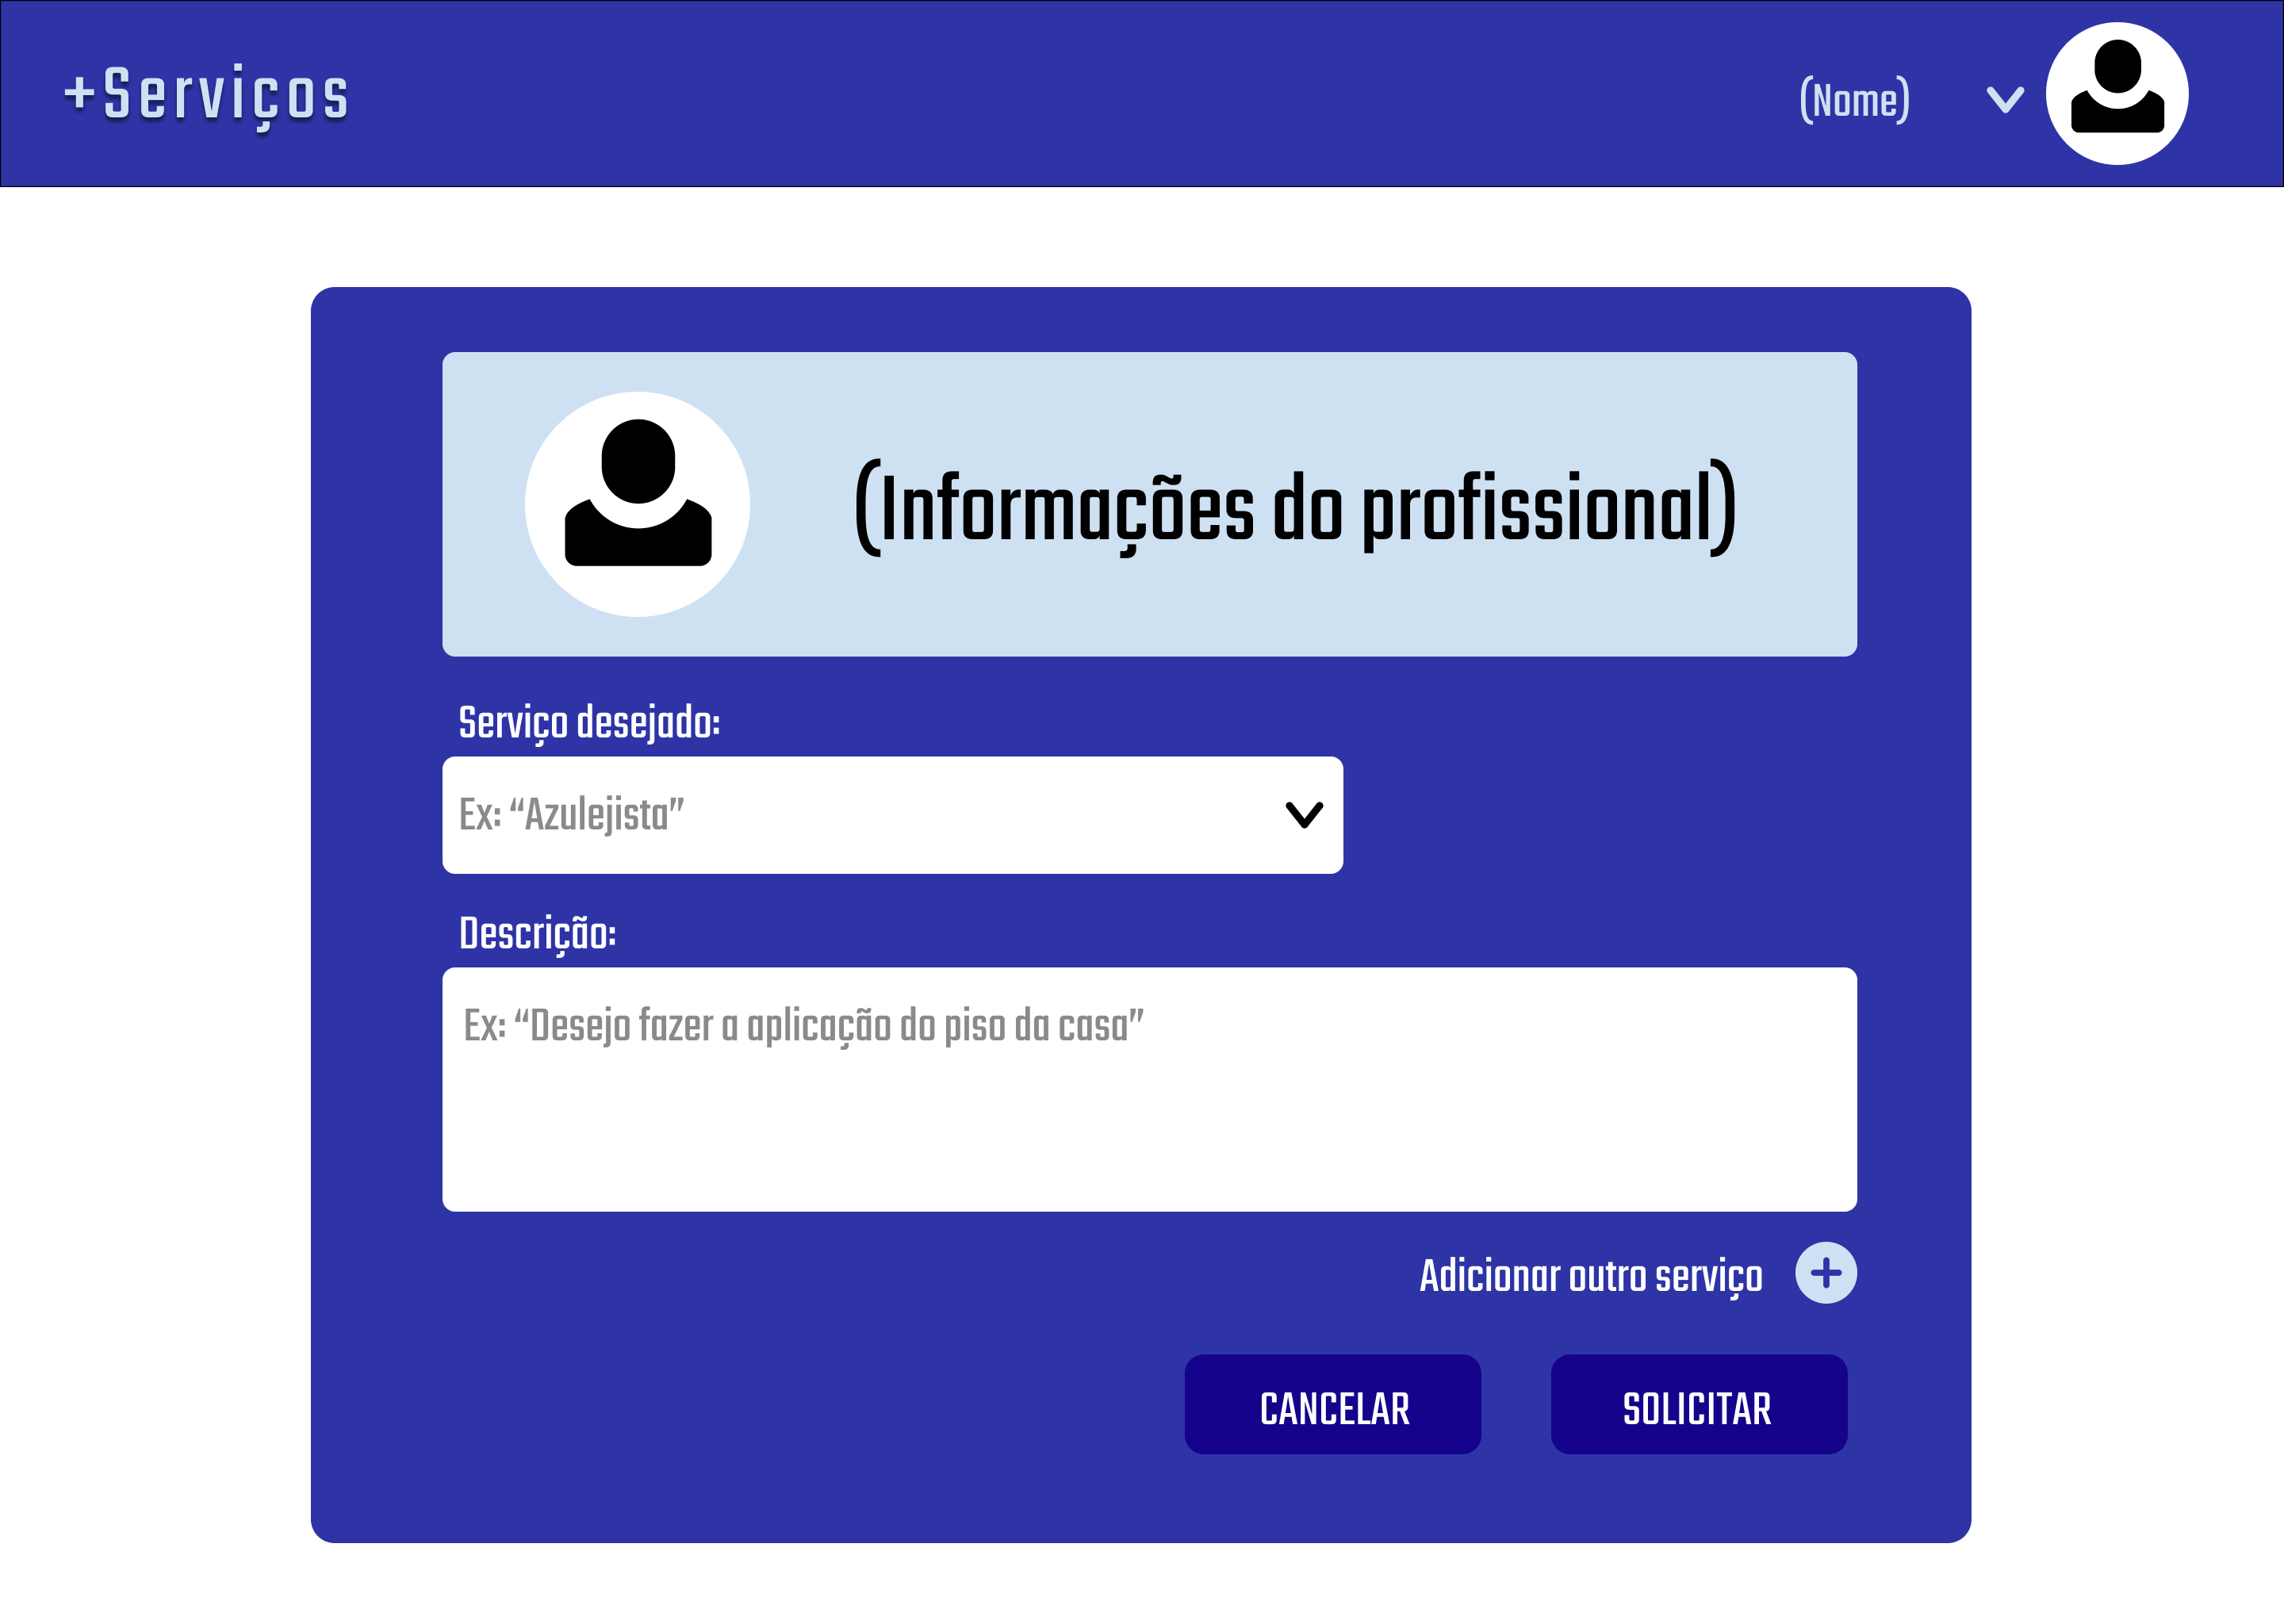 +Serviços
(Nome)
(Informações do profissional)
Serviço desejado:
Ex: “Azulejista”
Descrição:
Ex: “Desejo fazer a aplicação do piso da casa”
Adicionar outro serviço
CANCELAR
SOLICITAR